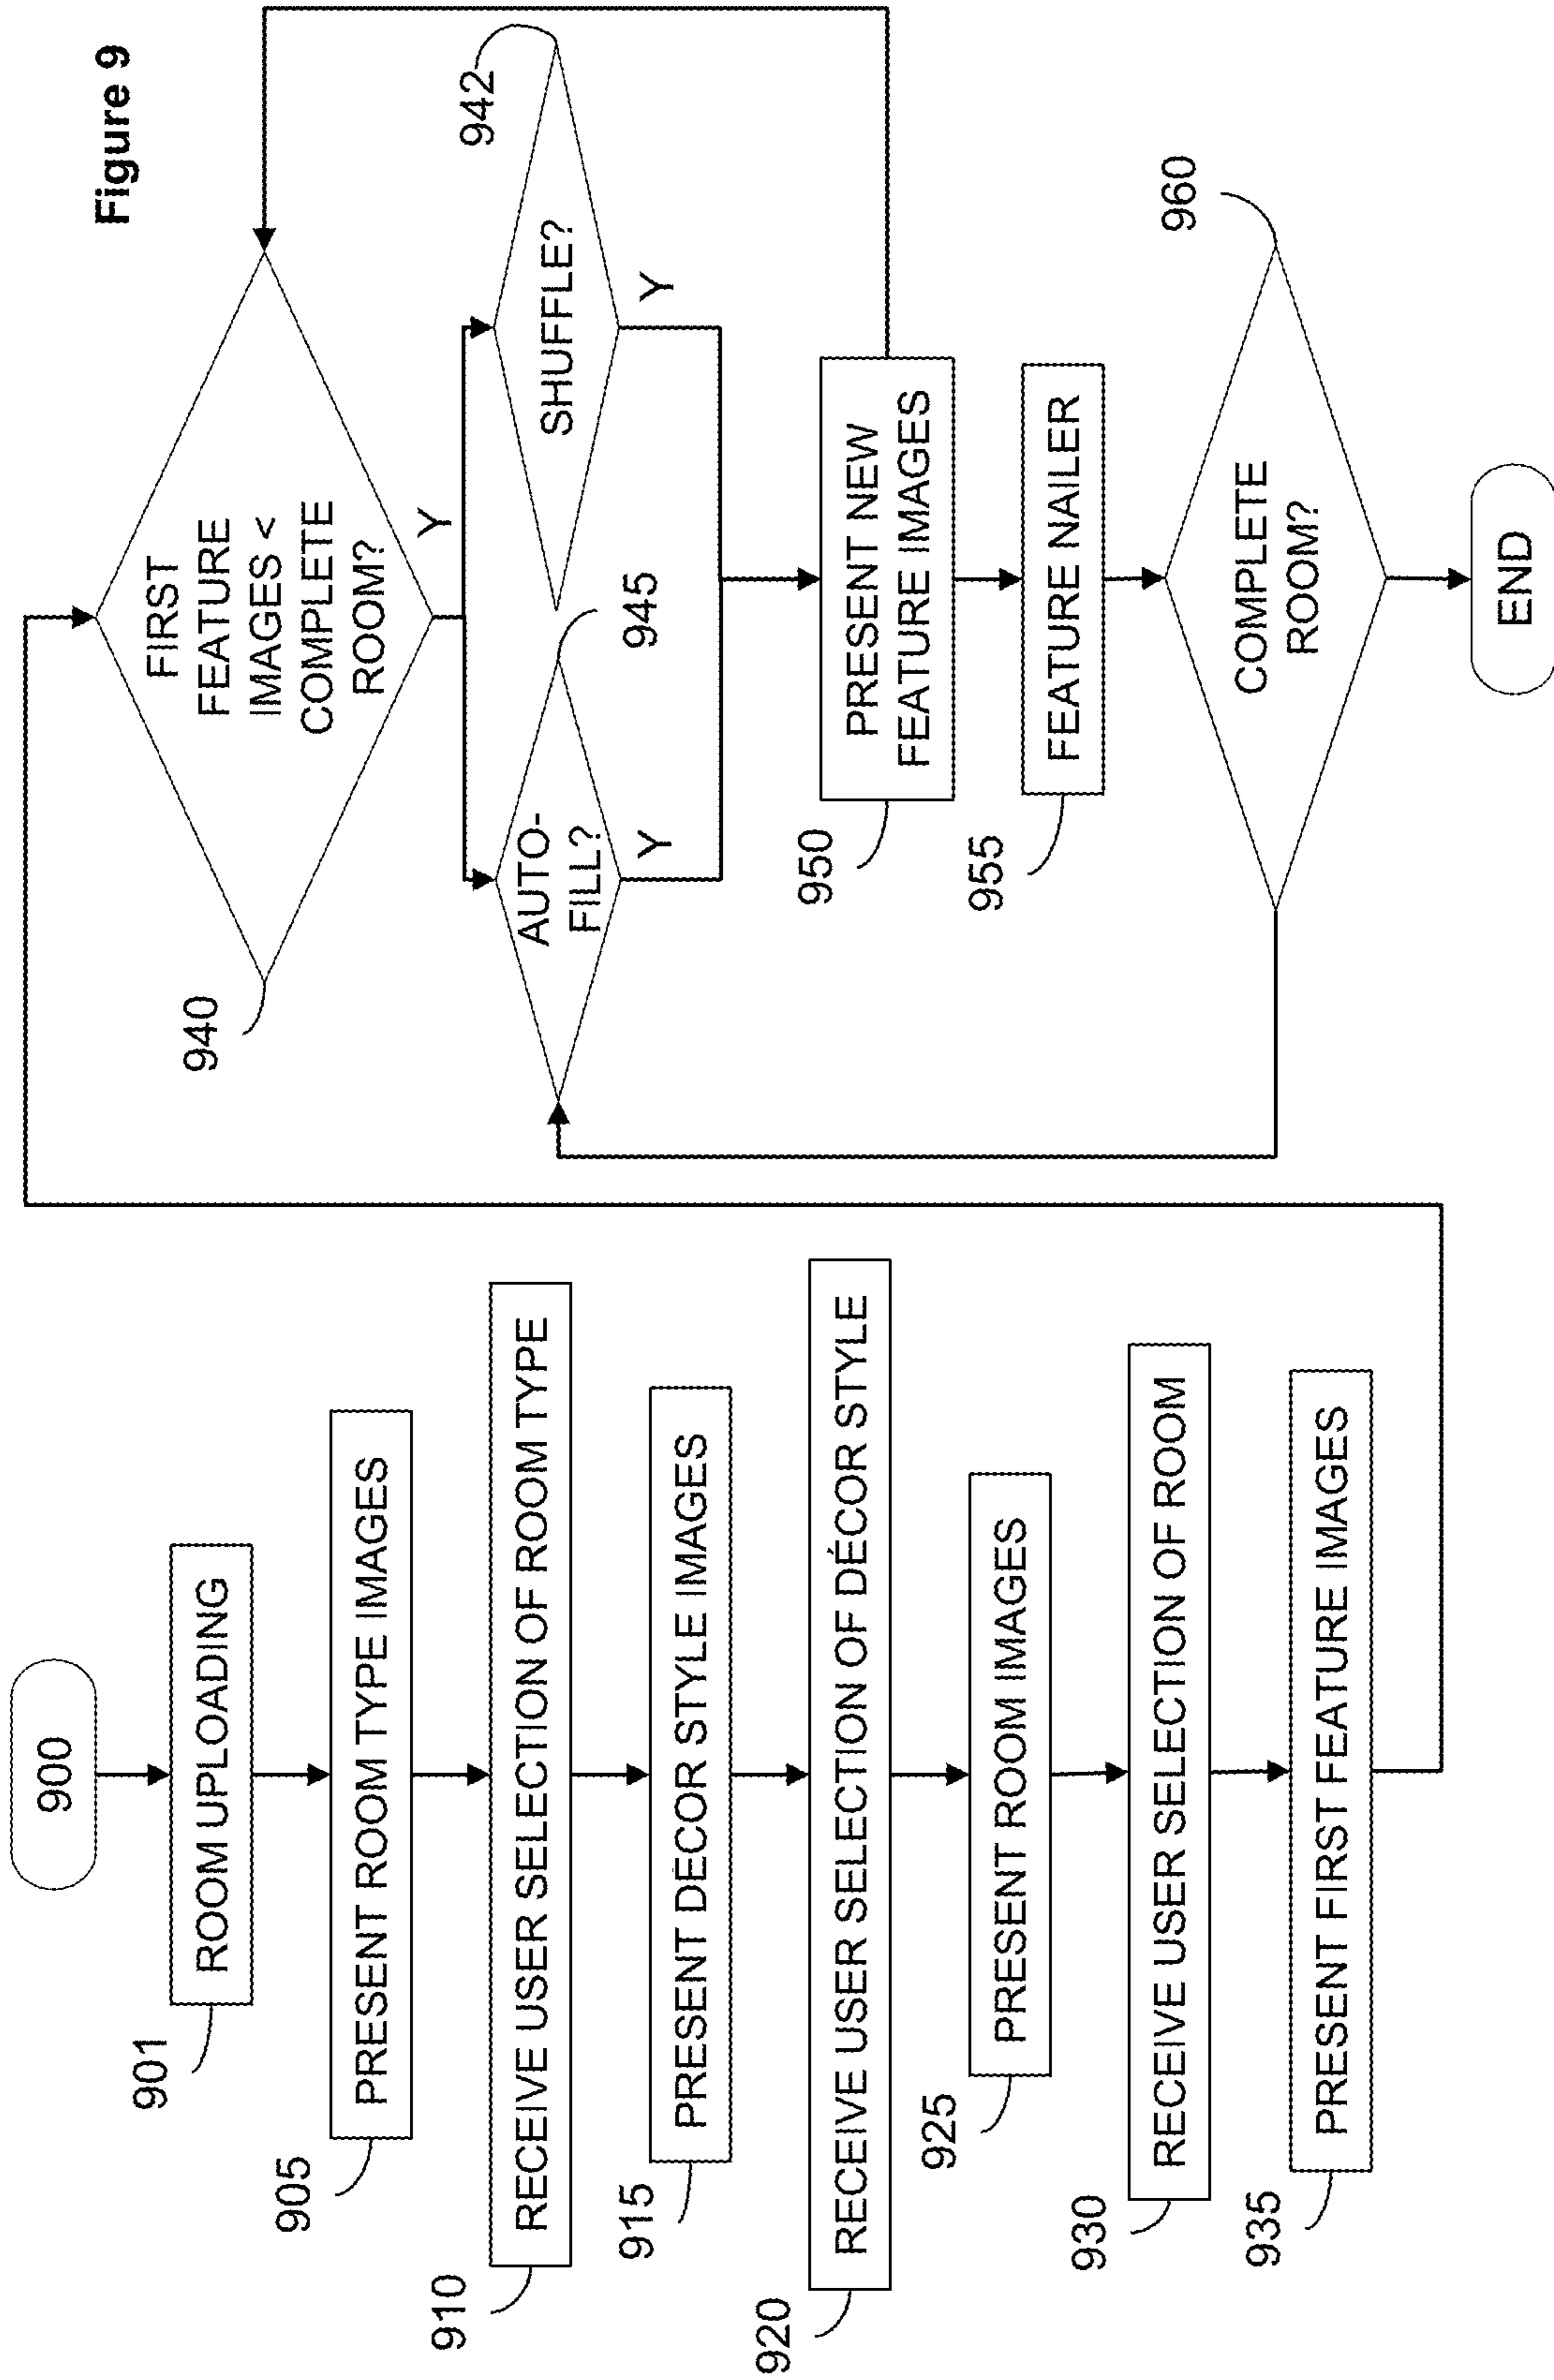 Figure 9
900
901
ROOM UPLOADING
905
PRESENT ROOM TYPE IMAGES
910
RECEIVE USER SELECTION OF ROOM TYPE
915
PRESENT DÉCOR STYLE IMAGES
920
RECEIVE USER SELECTION OF DÉCOR STYLE
925
PRESENT ROOM IMAGES
930
RECEIVE USER SELECTION OF ROOM
935
PRESENT FIRST FEATURE IMAGES
940
FIRST
FEATURE
IMAGES <
COMPLETE
ROOM?
Y
942
SHUFFLE?
Y
945
AUTO-
FILL?
Y
950
PRESENT NEW
FEATURE IMAGES
955
FEATURE NAILER
960
COMPLETE
ROOM?
END